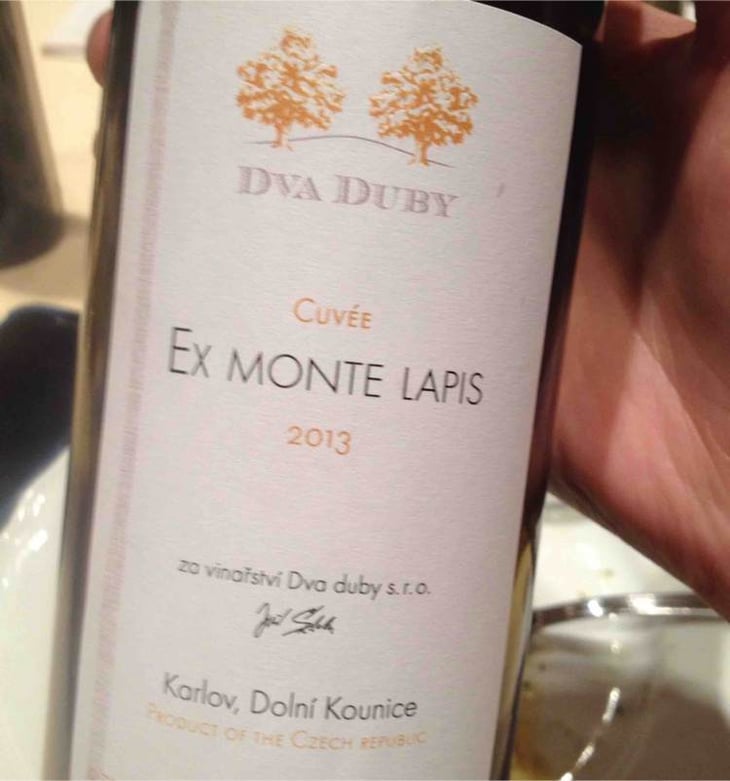 DVA DUBY
CUVÉE
EX MONTE LAPIS
2013
za vinařství Dva duby s.r.o.
Karlov, Dolní Kounice
PRODUCT OF THE CZECH REPUBLIC